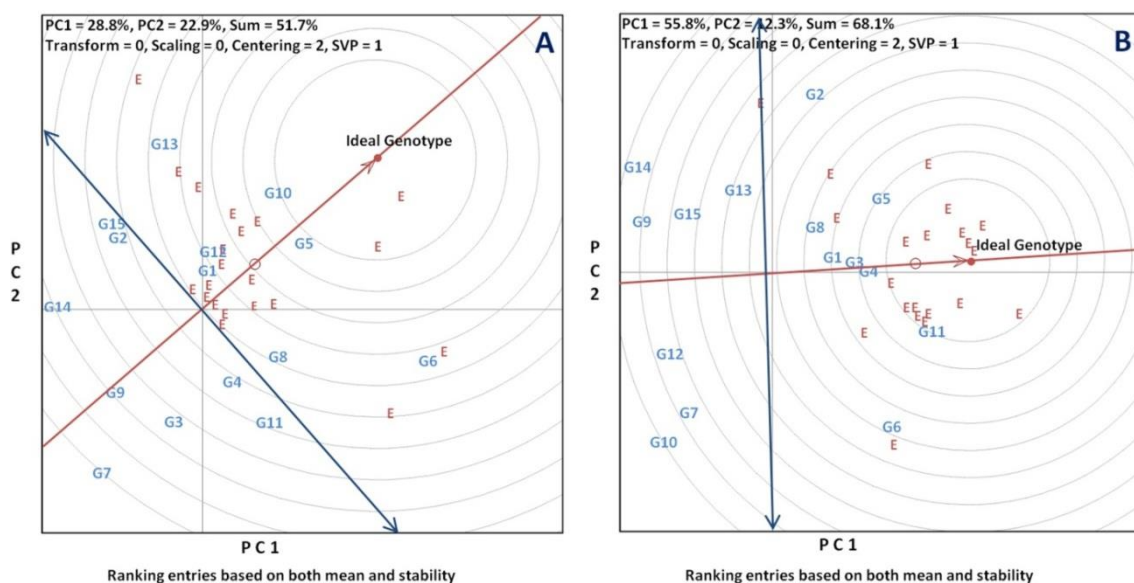 PC1 = 28.8%, PC2 = 22.9%, Sum = 51.7%
Transform = 0, Scaling = 0, Centering = 2, SVP = 1
A
E
Ideal Genotype
G13
E
E
G10
E
E
E
E
G15
G2
G5
E
G12
E
E
G1
E
E
E
E
E
E
E
G14
E
E
G8
E
G6
G4
G9
E
G3
G11
G7
P
C
2
P C 1
Ranking entries based on both mean and stability
PC1 = 55.8%, PC2 = 12.3%, Sum = 68.1%
Transform = 0, Scaling = 0, Centering = 2, SVP = 1
B
G2
E
G14
E
E
G13
G5
G15
E
E
G9
G8
E
E
E
E
E
Ideal Genotype
E
G1
G3
G4
E
E
E
E
E
E
E
E
E
G11
G12
G7
G6
G10
E
P
C
2
P C 1
Ranking entries based on both mean and stability